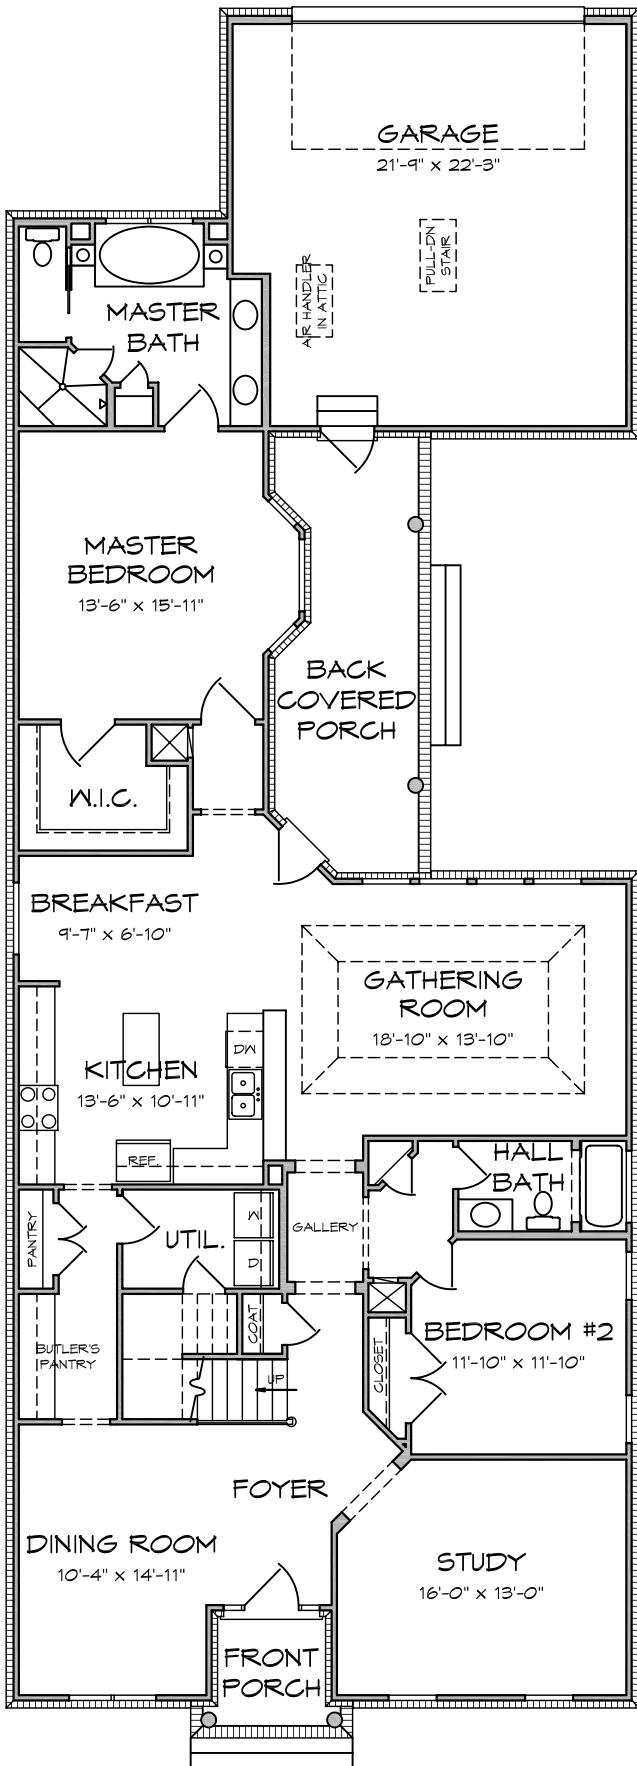 GARAGE
21'-9" x 22'-3"
PULL-DN
STAIR
AIR HANDLER
IN ATTIC
MASTER
BATH
MASTER
BEDROOM
13'-6" x 15'-11"
BACK
COVERED
PORCH
W.I.C.
BREAKFAST
9'-7" x 6'-10"
GATHERING
ROOM
18'-10" x 13'-10"
DW
KITCHEN
13'-6" x 10'-11"
REF.
HALL
BATH
PANTRY
UTIL.
W
D
GALLERY
COAT
BUTLER'S
PANTRY
UP
CLOSET
BEDROOM #2
11'-10" x 11'-10"
FOYER
DINING ROOM
10'-4" x 14'-11"
STUDY
16'-0" x 13'-0"
FRONT
PORCH